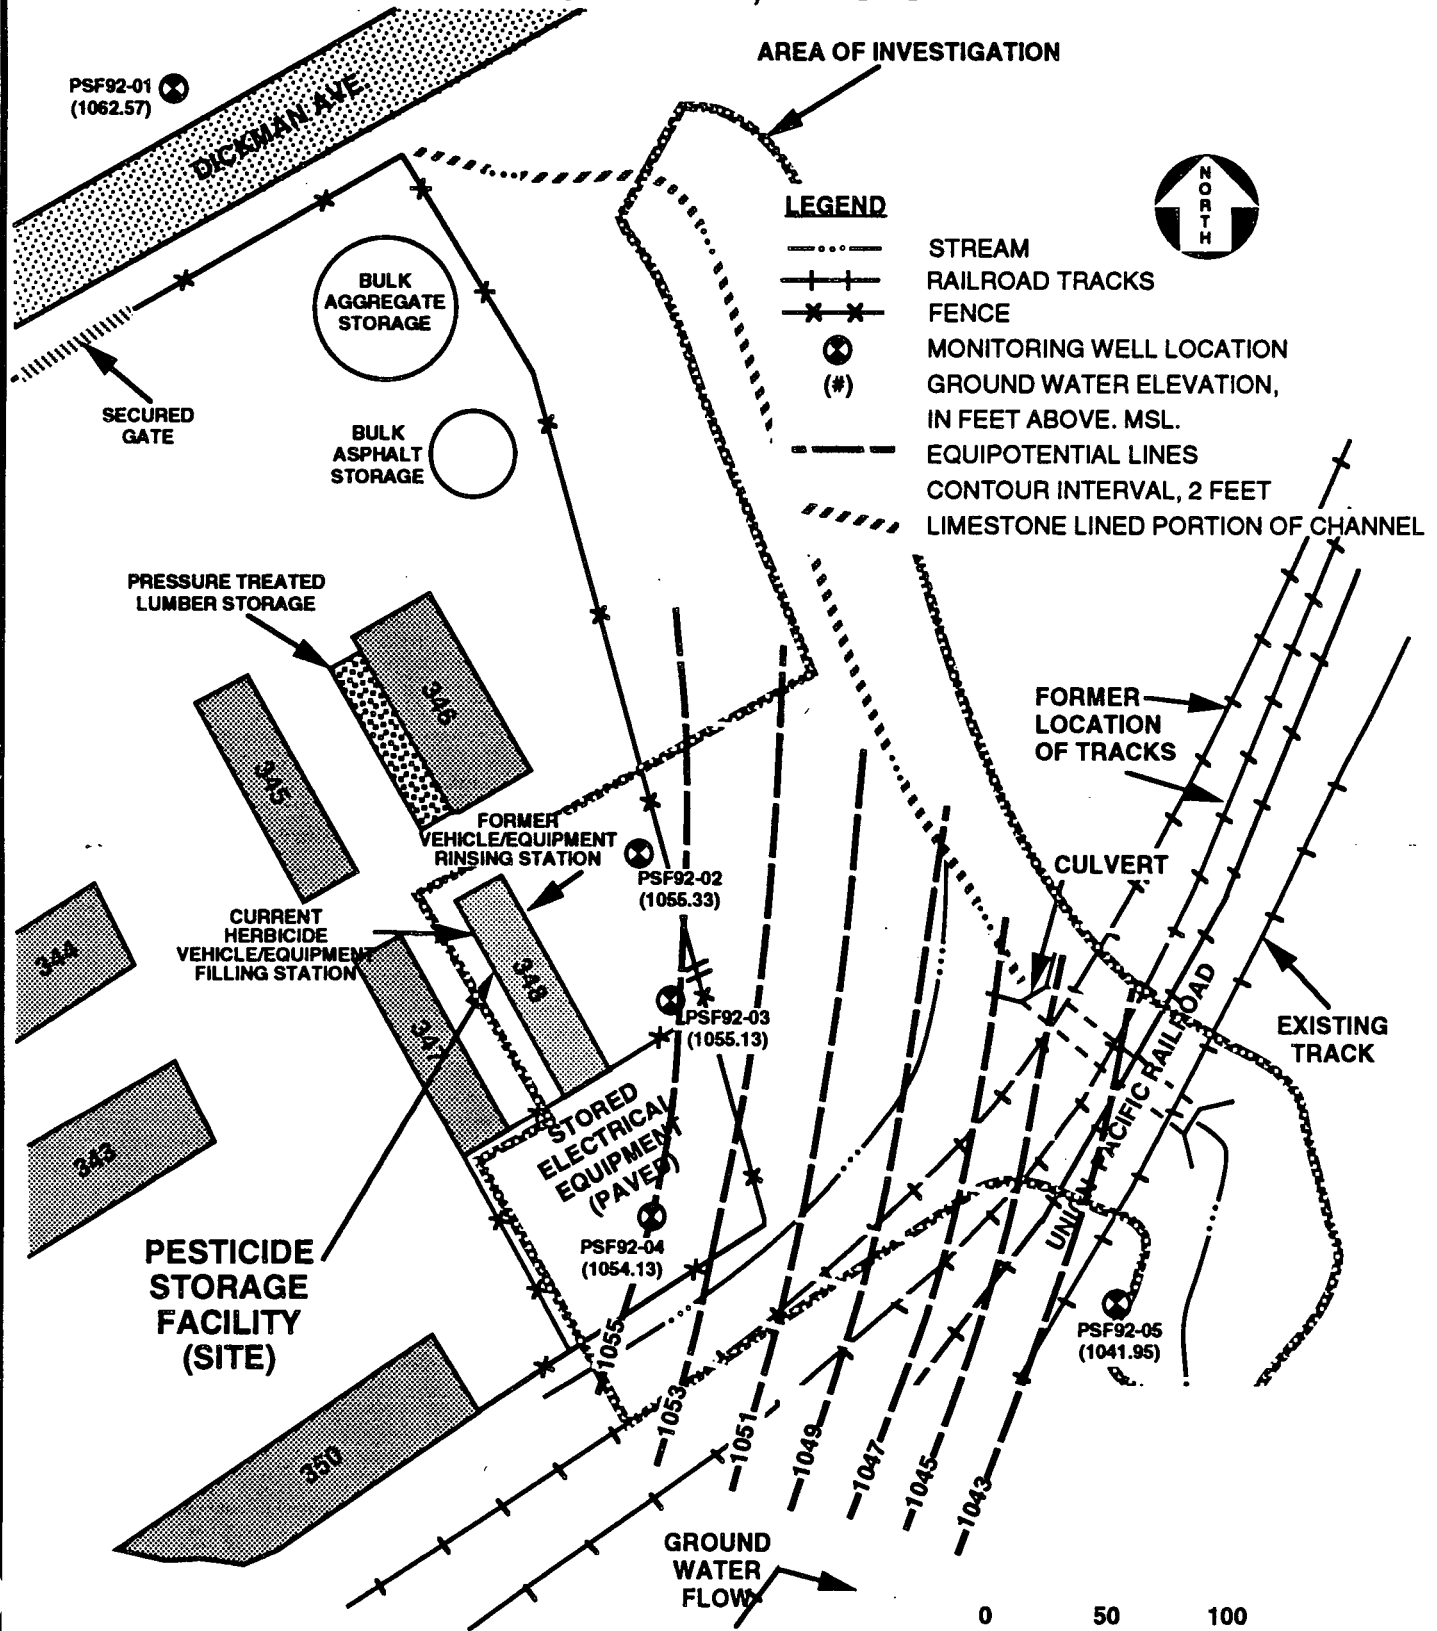 AREA OF INVESTIGATION
PSF92-01
(1062.57)
DICKMAN AVE.
LEGEND
STREAM
RAILROAD TRACKS
FENCE
MONITORING WELL LOCATION
(#) GROUND WATER ELEVATION,
IN FEET ABOVE. MSL.
EQUIPOTENTIAL LINES
CONTOUR INTERVAL, 2 FEET
LIMESTONE LINED PORTION OF CHANNEL
NORTH
BULK
AGGREGATE
STORAGE
SECURED
GATE
BULK
ASPHALT
STORAGE
PRESSURE TREATED
LUMBER STORAGE
346
345
FORMER
LOCATION
OF TRACKS
FORMER
VEHICLE/EQUIPMENT
RINSING STATION
PSF92-02
(1055.33)
CULVERT
CURRENT
HERBICIDE
VEHICLE/EQUIPMENT
FILLING STATION
344
348
347
PSF92-03
(1055.13)
EXISTING
TRACK
UNION PACIFIC RAILROAD
343
STORED
ELECTRICAL
EQUIPMENT
(PAVED)
PESTICIDE
STORAGE
FACILITY
(SITE)
PSF92-04
(1054.13)
PSF92-05
(1041.95)
350
1055
1053
1051
1049
1047
1045
1043
GROUND
WATER
FLOW
0 50 100